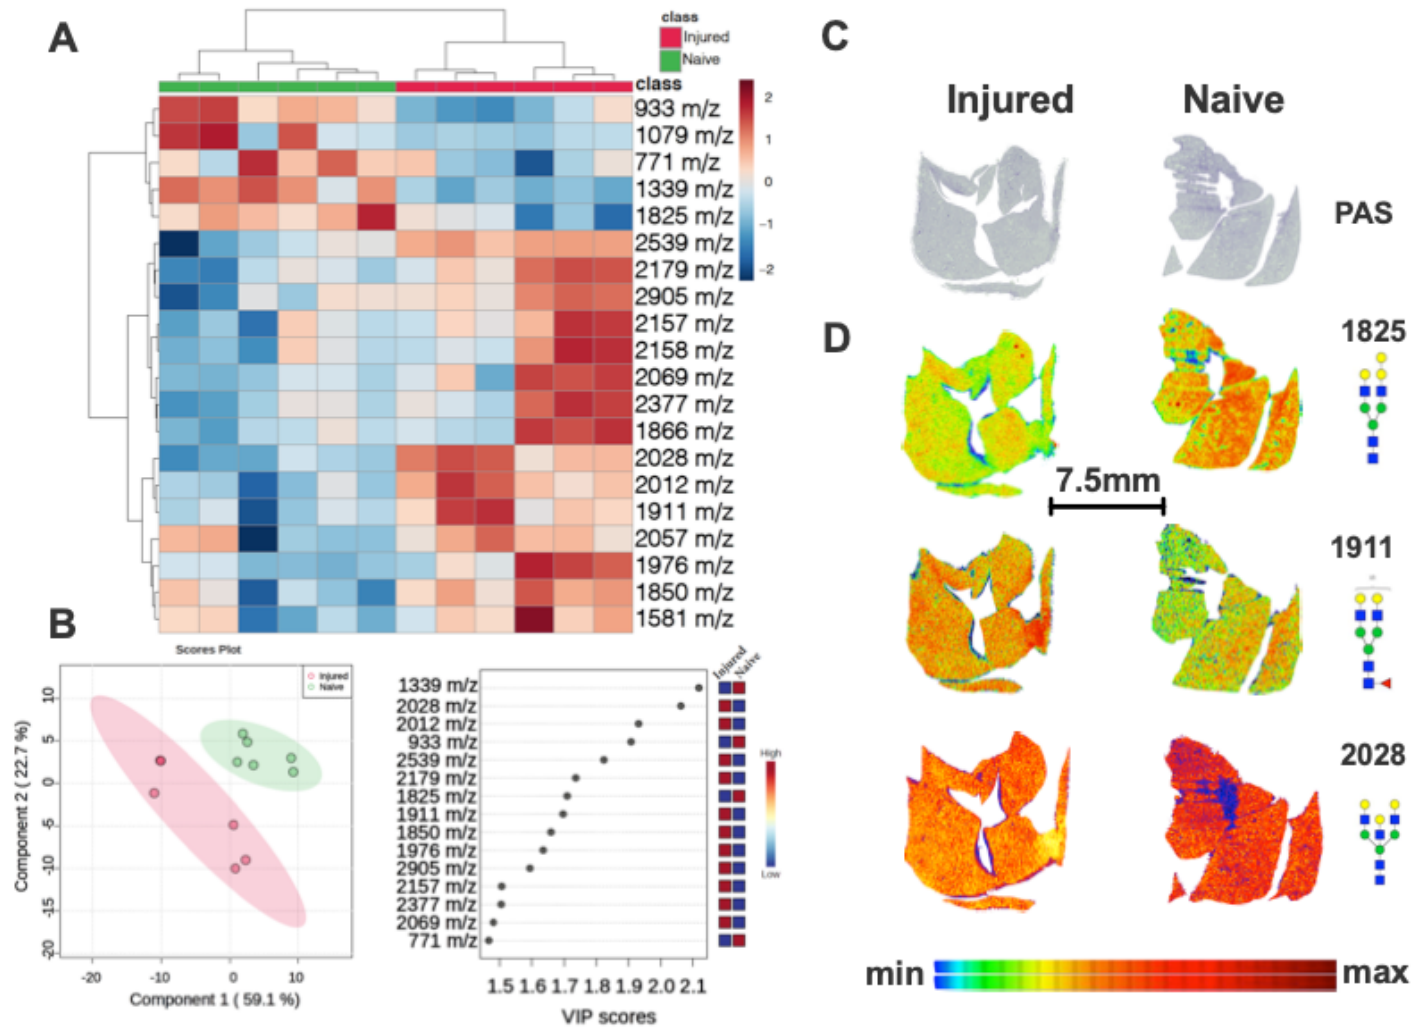 A
class
Injured
Naive
class
933 m/z
1079 m/z
771 m/z
1339 m/z
1825 m/z
2539 m/z
2179 m/z
2905 m/z
2157 m/z
2158 m/z
2069 m/z
2377 m/z
1866 m/z
2028 m/z
2012 m/z
1911 m/z
2057 m/z
1976 m/z
1850 m/z
1581 m/z
2
1
0
−1
−2
B
Scores Plot
Injured
Naive
Component 2 ( 22.7 %)
10
5
0
-5
-10
-15
-20
-20
-10
0
10
Component 1 ( 59.1 %)
Injured
Naive
1339 m/z
2028 m/z
2012 m/z
933 m/z
2539 m/z
2179 m/z
1825 m/z
1911 m/z
1850 m/z
1976 m/z
2905 m/z
2157 m/z
2377 m/z
2069 m/z
771 m/z
High
Low
1.5 1.6 1.7 1.8 1.9 2.0 2.1
VIP scores
C
Injured Naive
PAS
D
1825
7.5mm
1911
2028
min max